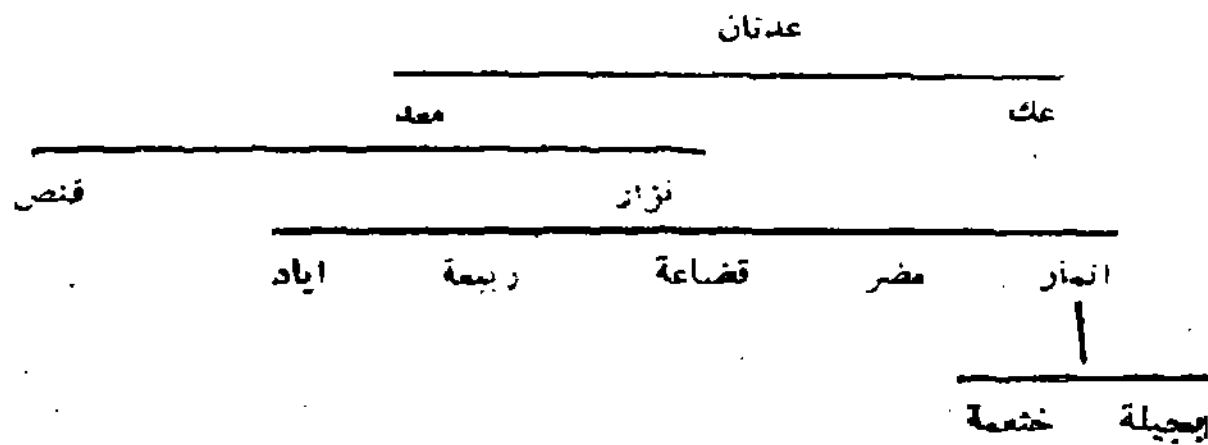 عدنان
عك معد
نزار قنص
انمار مضر قضاعة ربيعة اياد
بجيلة خثعمة